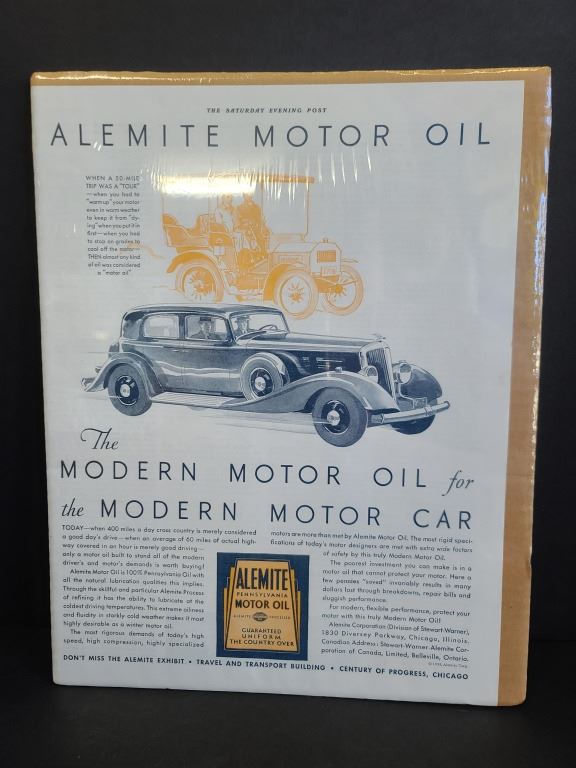 THE SATURDAY EVENING POST
ALEMITE MOTOR OIL
WHEN A 50-MILE
TRIP WAS A "TOUR"
—when you had to
"warm up" your motor
even in warm weather
to keep it from "dy-
ing" when you put it in
first—when you had
to stop on grades to
cool off the motor—
THEN almost any kind
of oil was considered
a "motor oil"
The
MODERN MOTOR OIL for
the MODERN MOTOR CAR
TODAY—when 400 miles a day cross country is merely considered
a good day's drive—when an average of 60 miles of actual high-
way covered in an hour is merely good driving—
only a motor oil built to stand all of the modern
driver's and motor's demands is worth buying!
Alemite Motor Oil is 100% Pennsylvania Oil with
all the natural lubrication qualities this implies.
Through the skillful and particular Alemite Process
of refining it has the ability to lubricate at the
coldest driving temperatures. This extreme oiliness
and fluidity in starkly cold weather makes it most
highly desirable as a winter motor oil.
The most rigorous demands of today's high
speed, high compression, highly specialized
ALEMITE
PENNSYLVANIA
MOTOR OIL
ALEMITE PROCESSED
GUARANTEED
UNIFORM
THE COUNTRY OVER
motors are more than met by Alemite Motor Oil. The most rigid speci-
fications of today's motor designers are met with extra wide factors
of safety by this truly Modern Motor Oil.
The poorest investment you can make is in a
motor oil that cannot protect your motor. Here a
few pennies "saved" invariably results in many
dollars lost through breakdowns, repair bills and
sluggish performance.
For modern, flexible performance, protect your
motor with this truly Modern Motor Oil!
Alemite Corporation (Division of Stewart-Warner),
1830 Diversey Parkway, Chicago, Illinois.
Canadian Address: Stewart-Warner-Alemite Cor-
poration of Canada, Limited, Belleville, Ontario.
DON'T MISS THE ALEMITE EXHIBIT • TRAVEL AND TRANSPORT BUILDING • CENTURY OF PROGRESS, CHICAGO